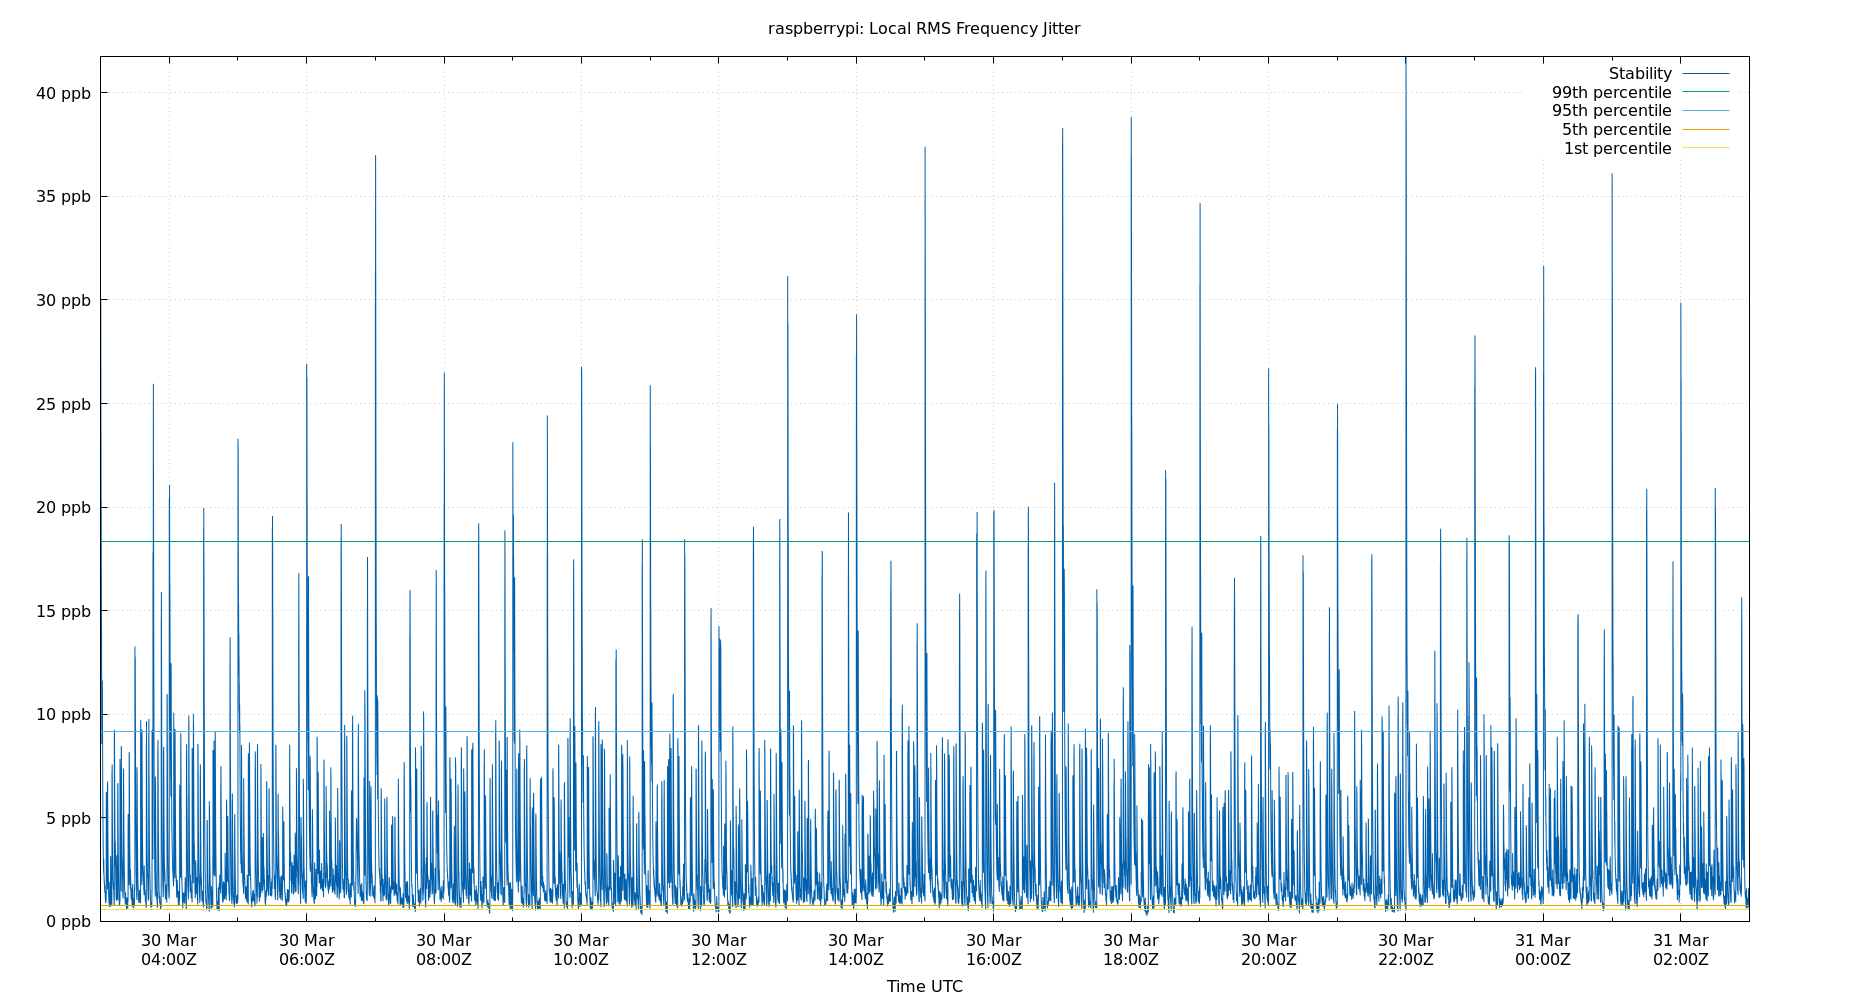 raspberrypi: Local RMS Frequency Jitter
40 ppb
35 ppb
30 ppb
25 ppb
20 ppb
15 ppb
10 ppb
5 ppb
0 ppb
Stability
99th percentile
95th percentile
5th percentile
1st percentile
30 Mar 30 Mar 30 Mar 30 Mar 30 Mar 30 Mar 30 Mar 30 Mar 30 Mar 30 Mar 31 Mar 31 Mar
04:00Z 06:00Z 08:00Z 10:00Z 12:00Z 14:00Z 16:00Z 18:00Z 20:00Z 22:00Z 00:00Z 02:00Z
Time UTC